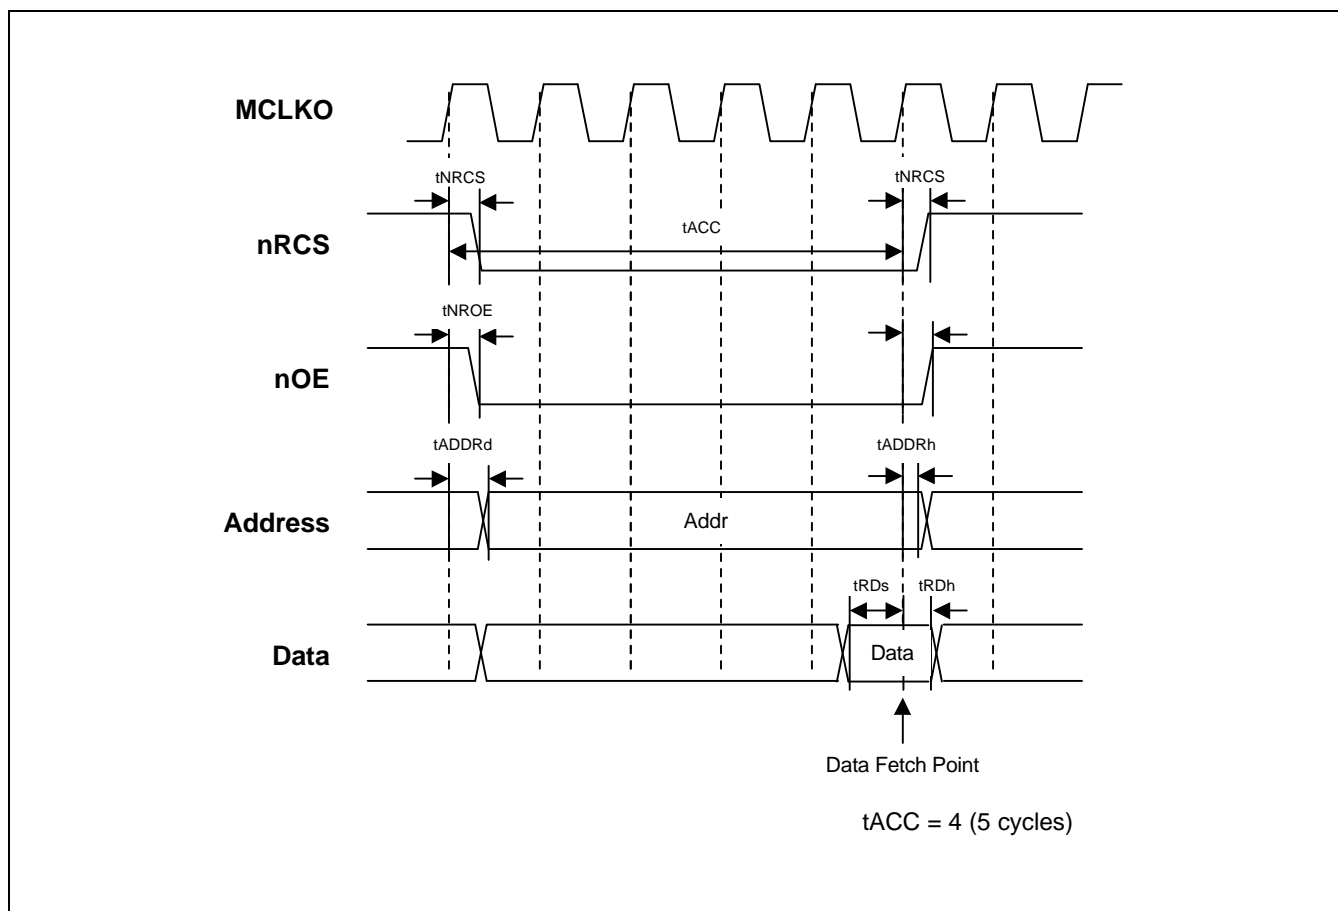 MCLKO
tNRCS
tNRCS
tACC
nRCS
tNROE
nOE
tADDRd
tADDRh
Address
Addr
tRDs
tRDh
Data
Data
Data Fetch Point
tACC = 4 (5 cycles)